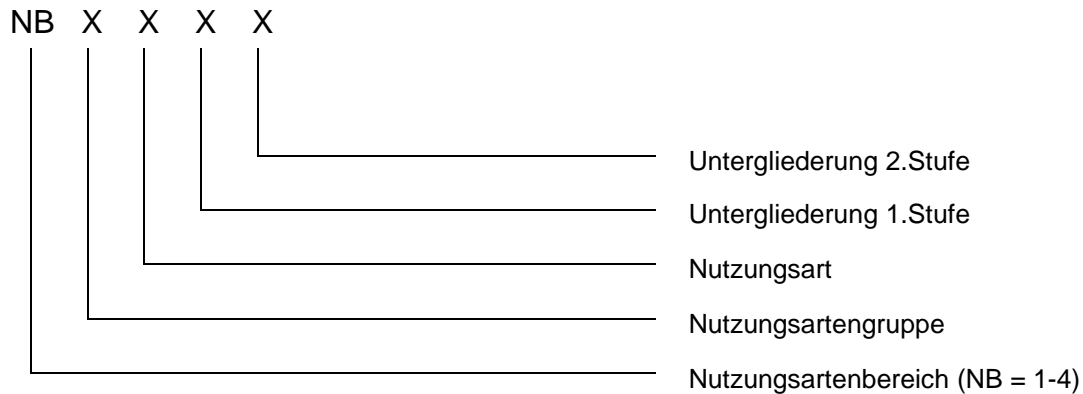 NB X X X X
Untergliederung 2.Stufe
Untergliederung 1.Stufe
Nutzungsart
Nutzungsartengruppe
Nutzungsartenbereich (NB = 1-4)